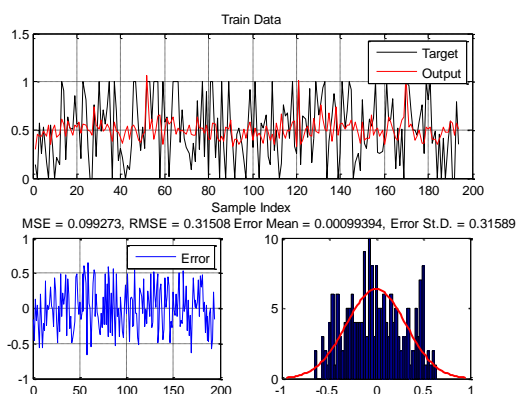 Train Data
1.5
1
0.5
0
0 20 40 60 80 100 120 140 160 180 200
Target
Output
Sample Index
MSE = 0.099273, RMSE = 0.31508 Error Mean = 0.00099394, Error St.D. = 0.31589
1
0.5
0
-0.5
-1
0 50 100 150 200
Error
10
5
0
-1 -0.5 0 0.5 1